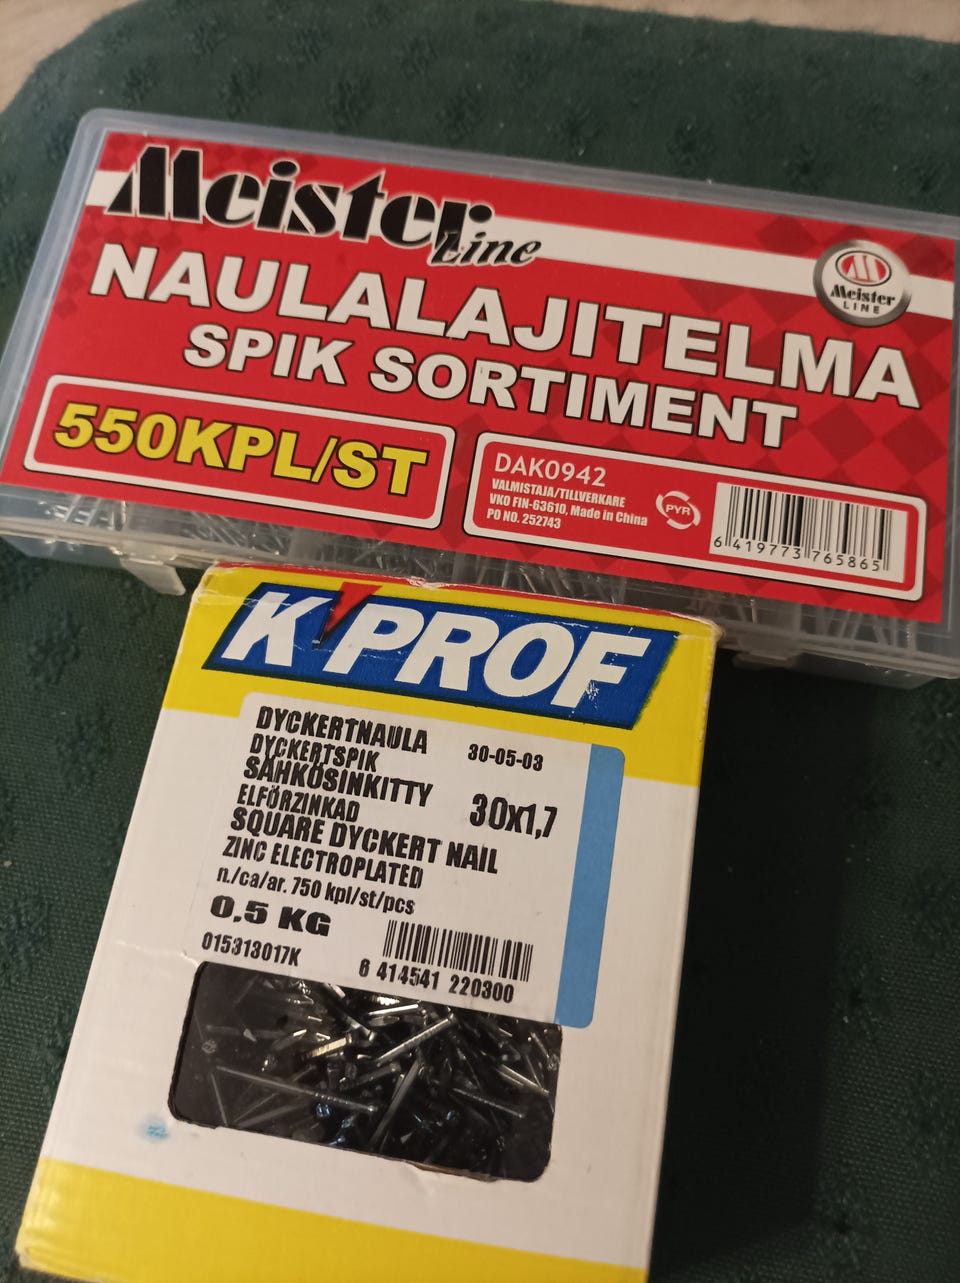 Meister Line
NAULALAJITELMA
SPIK SORTIMENT
550KPL/ST
DAK0942
VALMISTAJA/TILLVERKARE
VKO FIN-63610, Made in China
PO NO. 252743
PYR
6 419773 765865
Meister
LINE
K PROF
DYCKERTNAULA 30-05-03
DYCKERTSPIK
SÄHKÖSINKITTY 30x1,7
ELFÖRZINKAD
SQUARE DYCKERT NAIL
ZINC ELECTROPLATED
n./ca/ar. 750 kpl/st/pcs
0,5 KG
015313017K
6 414541 220300